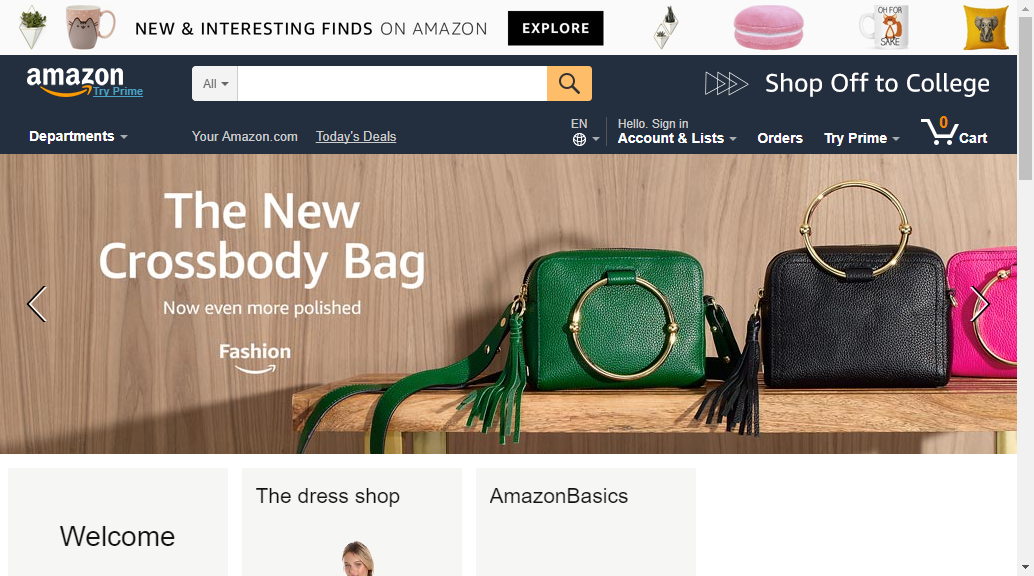 NEW & INTERESTING FINDS ON AMAZON EXPLORE
OH FOR
SAKE
amazon
Try Prime
All
Shop Off to College
Departments
Your Amazon.com Today's Deals
EN
Hello. Sign in
Account & Lists
Orders
Try Prime
0
Cart
The New
Crossbody Bag
Now even more polished
Fashion
Welcome
The dress shop
AmazonBasics